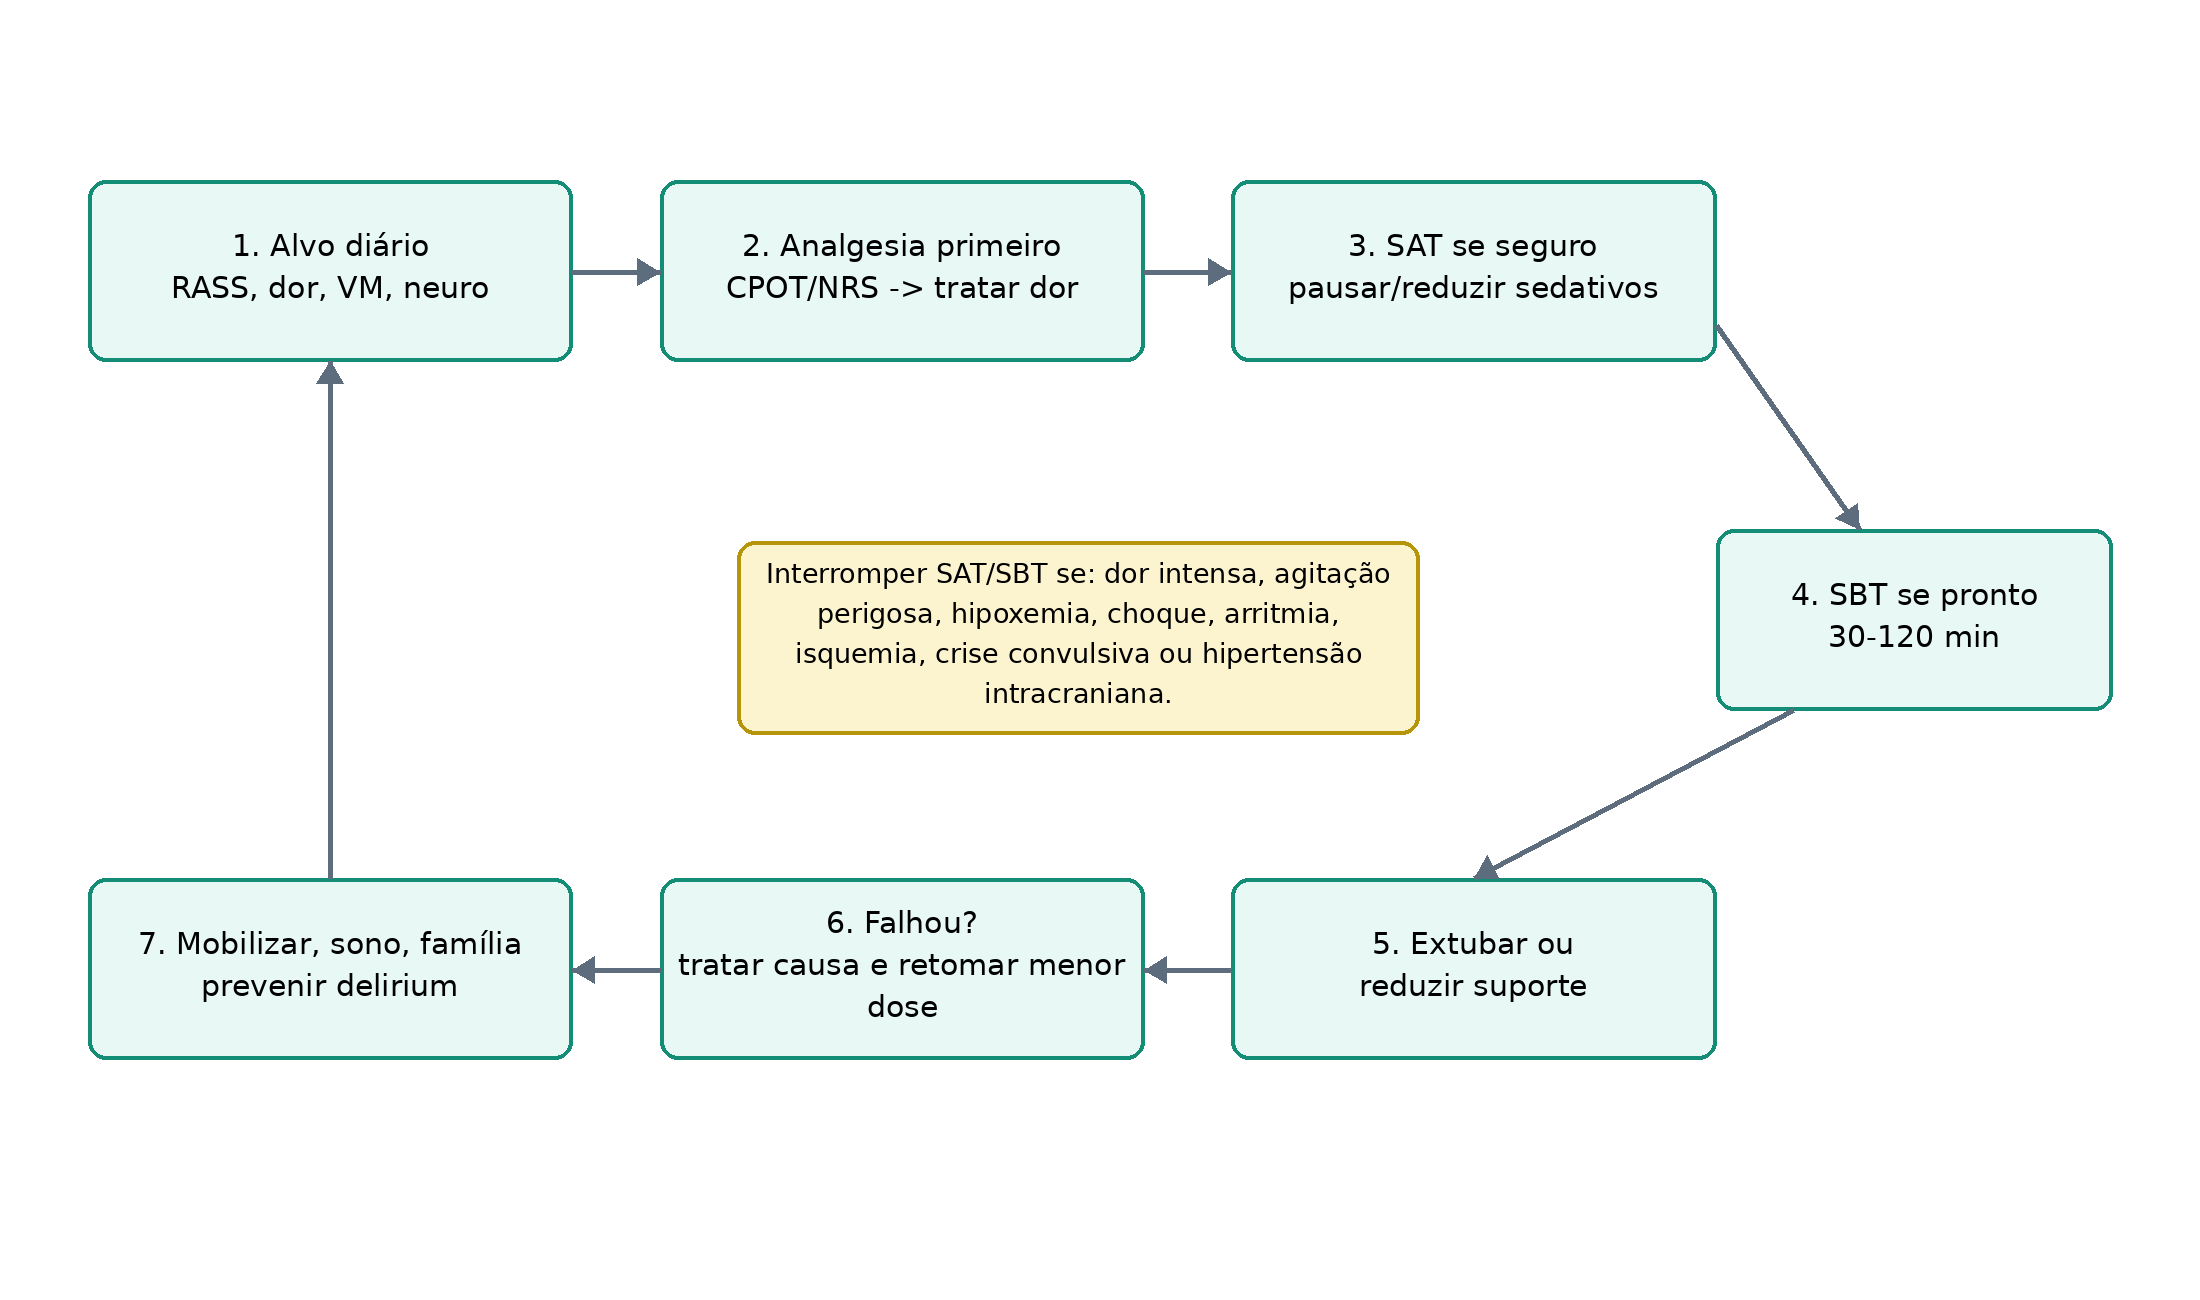 1. Alvo diário
RASS, dor, VM, neuro
2. Analgesia primeiro
CPOT/NRS -> tratar dor
3. SAT se seguro
pausar/reduzir sedativos
4. SBT se pronto
30-120 min
Interromper SAT/SBT se: dor intensa, agitação
perigosa, hipoxemia, choque, arritmia,
isquemia, crise convulsiva ou hipertensão
intracraniana.
5. Extubar ou
reduzir suporte
6. Falhou?
tratar causa e retomar menor
dose
7. Mobilizar, sono, família
prevenir delirium